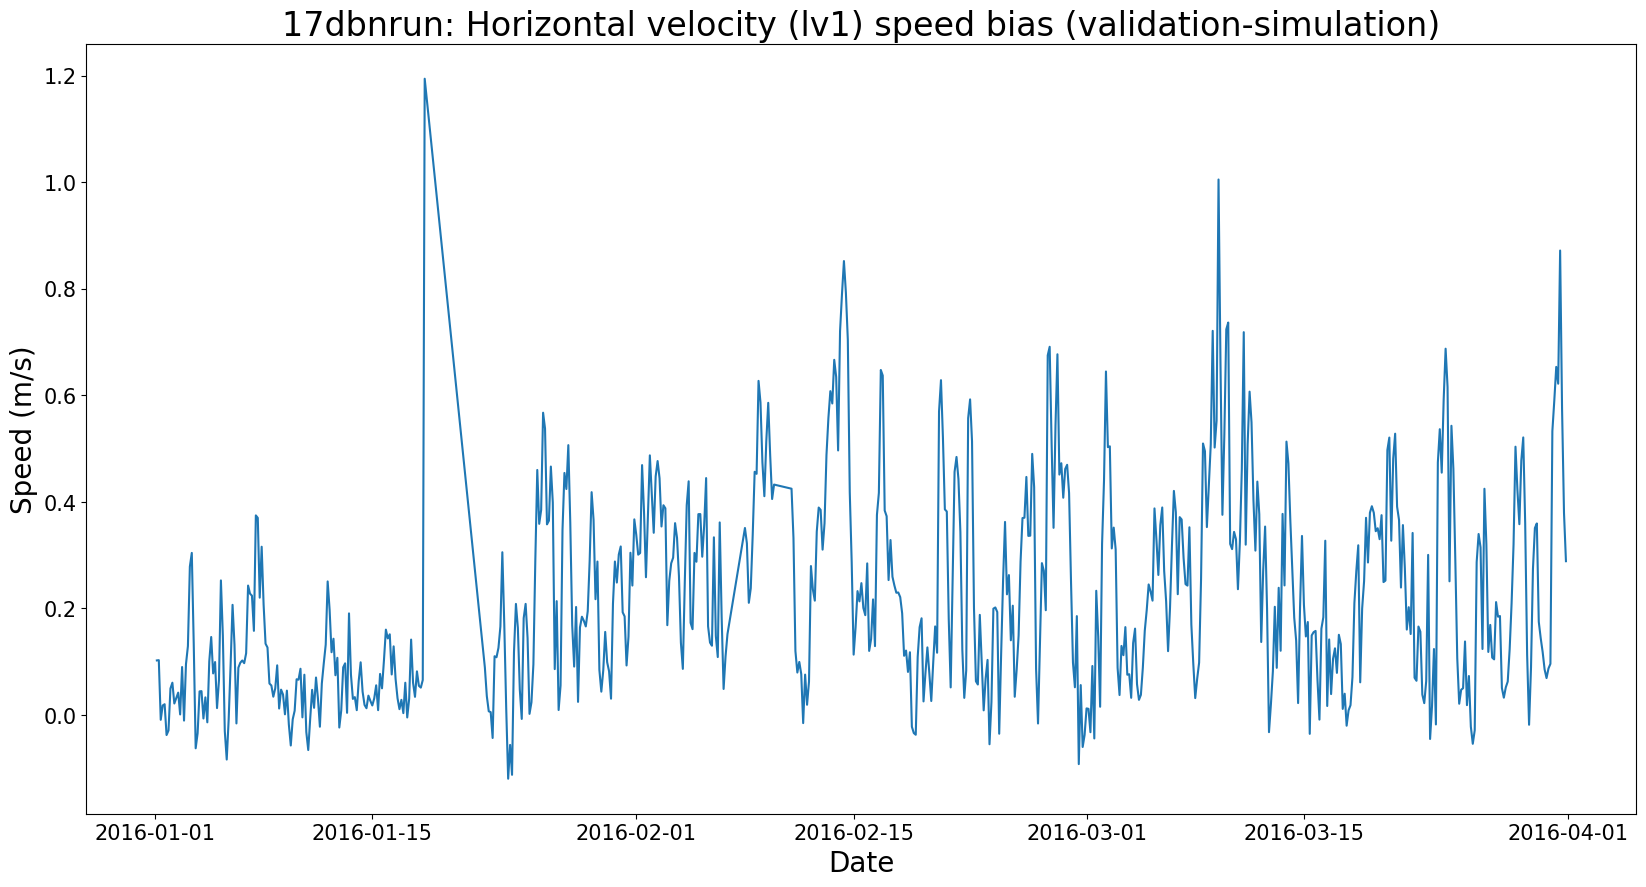 17dbnrun: Horizontal velocity (lv1) speed bias (validation-simulation)
Speed (m/s)
1.2
1.0
0.8
0.6
0.4
0.2
0.0
2016-01-01 2016-01-15 2016-02-01 2016-02-15 2016-03-01 2016-03-15 2016-04-01
Date